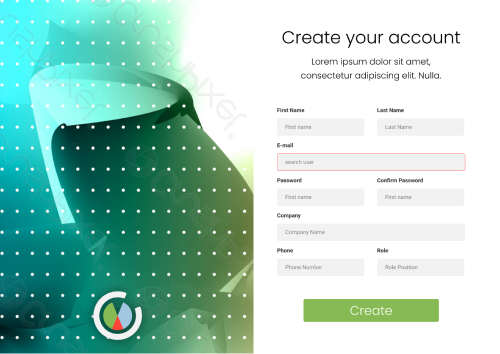 Create your account
Lorem ipsum dolor sit amet,
consectetur adipiscing elit. Nulla.
First Name Last Name
First name Last Name
E-mail
search user
Password Confirm Password
First name First name
Company
Company Name
Phone Role
Phone Number Role Position
Create